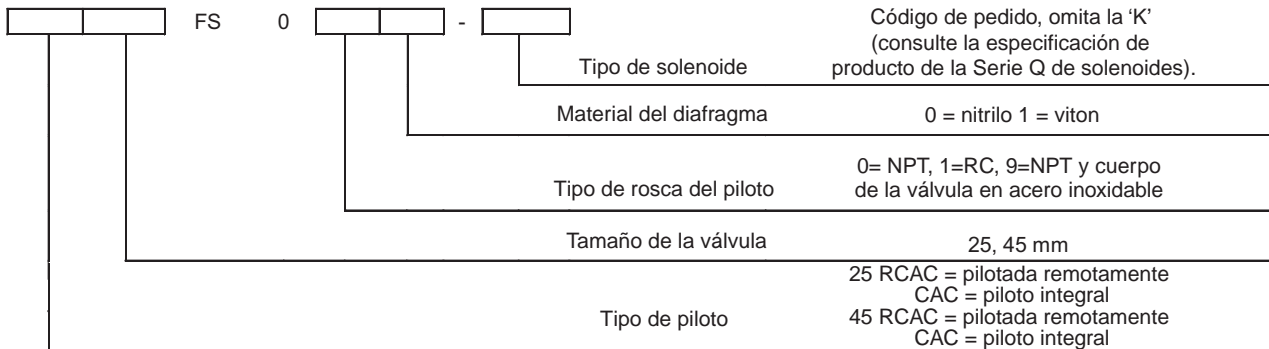 FS 0 -
Código de pedido, omita la ‘K’
(consulte la especificación de
Tipo de solenoide producto de la Serie Q de solenoides).
Material del diafragma 0 = nitrilo 1 = viton
0= NPT, 1=RC, 9=NPT y cuerpo
Tipo de rosca del piloto de la válvula en acero inoxidable
Tamaño de la válvula 25, 45 mm
25 RCAC = pilotada remotamente
CAC = piloto integral
Tipo de piloto 45 RCAC = pilotada remotamente
CAC = piloto integral